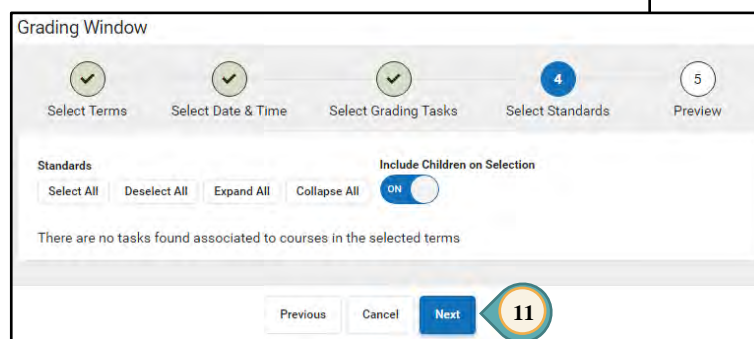 Grading Window
4 5
Select Terms Select Date & Time Select Grading Tasks Select Standards Preview
Standards Include Children on Selection
Select All Deselect All Expand All Collapse All ON
There are no tasks found associated to courses in the selected terms
Previous Cancel Next 11